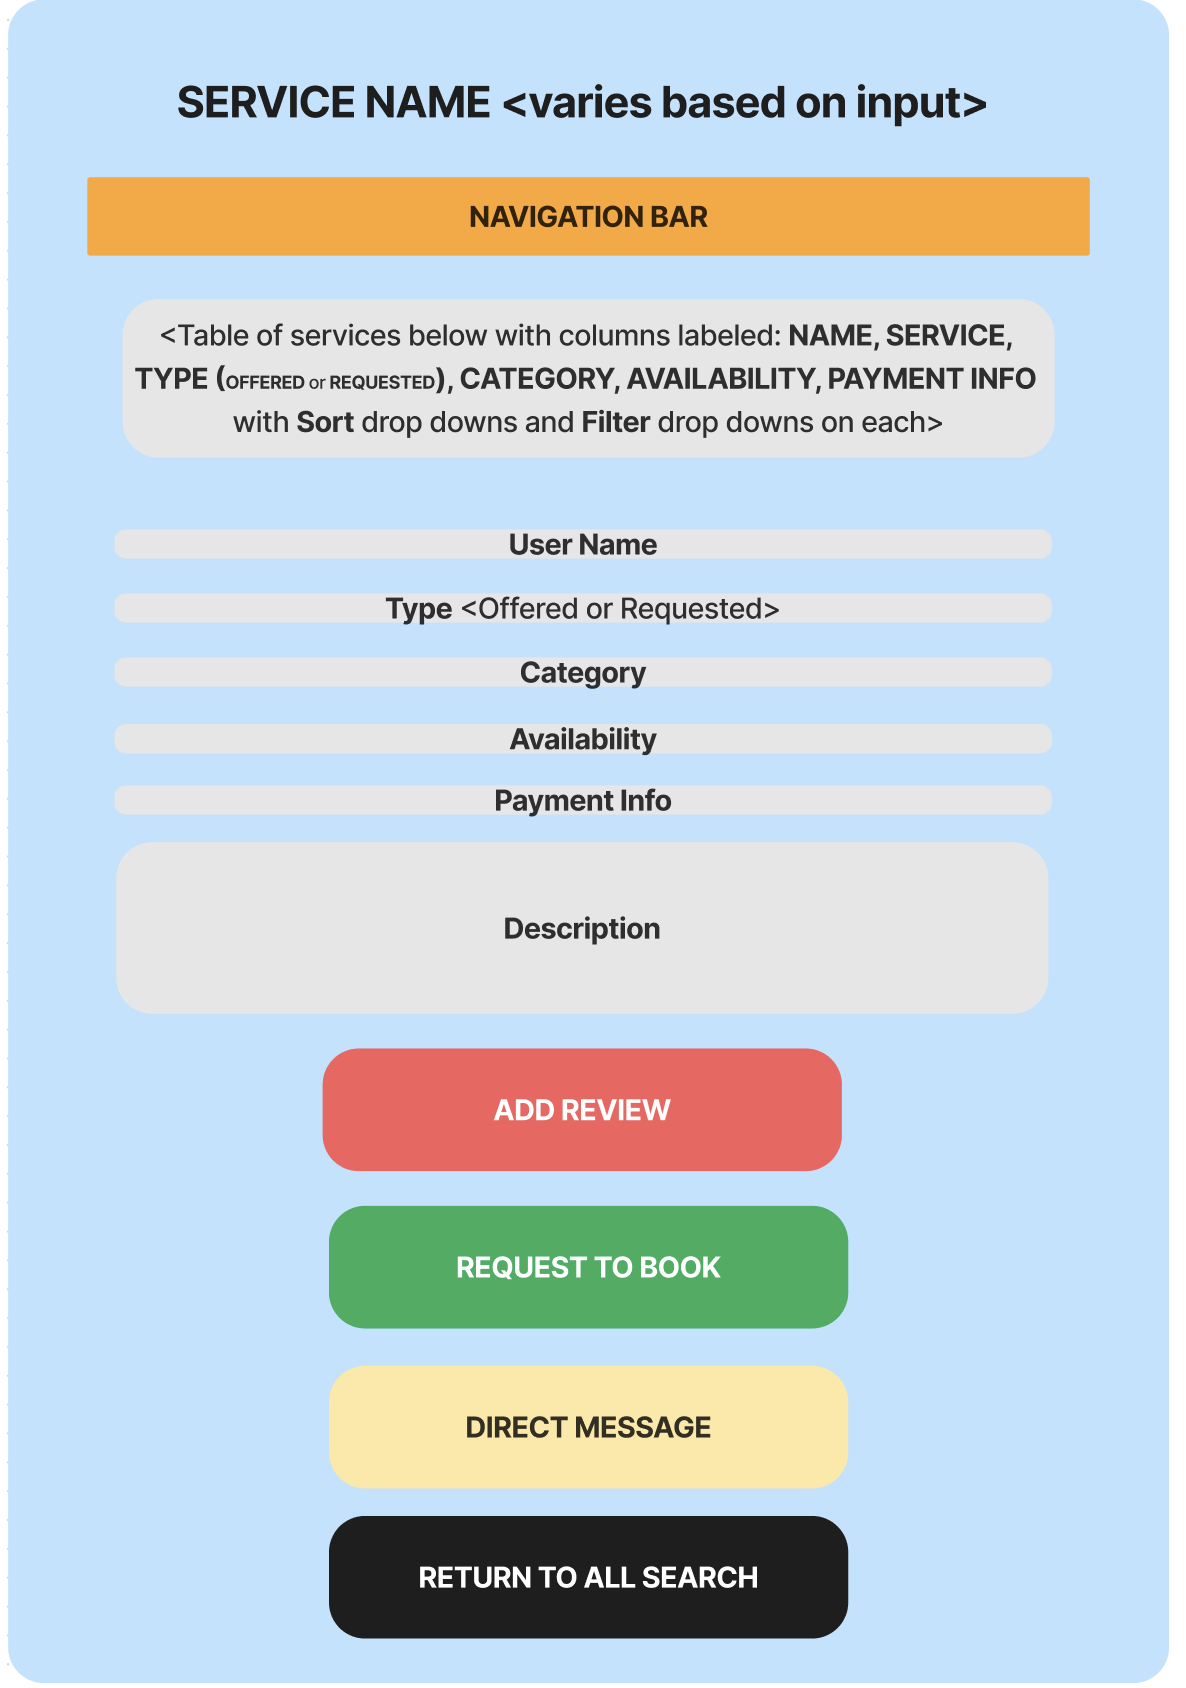 SERVICE NAME <varies based on input>
NAVIGATION BAR
<Table of services below with columns labeled: NAME, SERVICE,
TYPE (OFFERED or REQUESTED), CATEGORY, AVAILABILITY, PAYMENT INFO
with Sort drop downs and Filter drop downs on each>
User Name
Type <Offered or Requested>
Category
Availability
Payment Info
Description
ADD REVIEW
REQUEST TO BOOK
DIRECT MESSAGE
RETURN TO ALL SEARCH